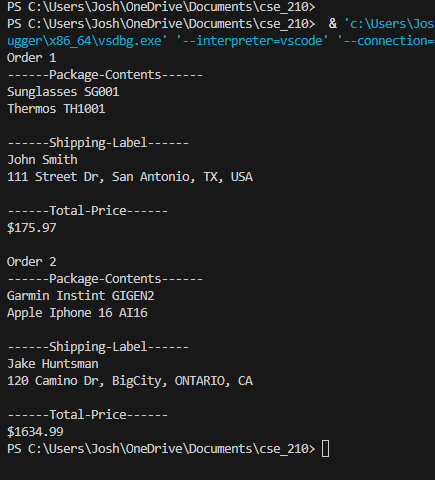 PS C:\Users\Josh\OneDrive\Documents\cse_210>
PS C:\Users\Josh\OneDrive\Documents\cse_210>  & 'c:\Users\Jos
ugger\x86_64\vsdbg.exe' '--interpreter=vscode' '--connection=
Order 1
------Package-Contents------
Sunglasses SG001
Thermos TH1001
------Shipping-Label------
John Smith
111 Street Dr, San Antonio, TX, USA
------Total-Price------
$175.97
Order 2
------Package-Contents------
Garmin Instint GIGEN2
Apple Iphone 16 AI16
------Shipping-Label------
Jake Huntsman
120 Camino Dr, BigCity, ONTARIO, CA
------Total-Price------
$1634.99
PS C:\Users\Josh\OneDrive\Documents\cse_210>